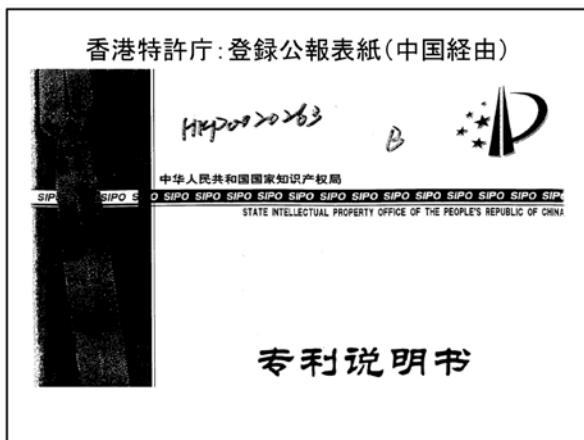 香港特許庁：登録公報表紙（中国経由）
HKP0020263
B
中华人民共和国国家知识产权局
SIPO SIPO SIPO SIPO SIPO SIPO SIPO SIPO SIPO SIPO SIPO SIPO SIPO SIPO
STATE INTELLECTUAL PROPERTY OFFICE OF THE PEOPLE'S REPUBLIC OF CHINA
专利说明书